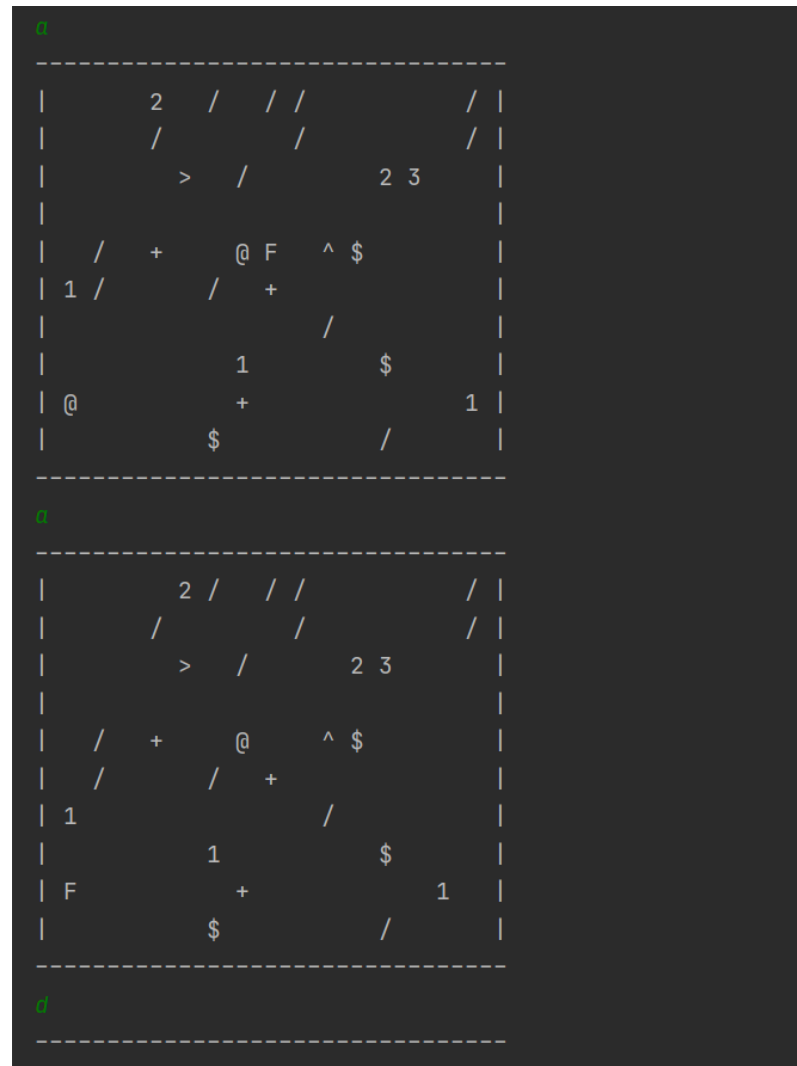 a
---------------------------------
|       2   /   / /           / |
|       /         /           / |
|         >   /         2 3     |
|                               |
|   /   +     @ F   ^ $         |
| 1 /       /   +               |
|                   /           |
|             1         $       |
| @           +               1 |
|           $           /       |
---------------------------------
a
---------------------------------
|         2 /   / /           / |
|       /         /           / |
|         >   /       2 3       |
|                               |
|   /   +     @     ^ $         |
|   /       /   +               |
| 1                 /           |
|           1           $       |
| F           +             1   |
|           $           /       |
---------------------------------
d
---------------------------------